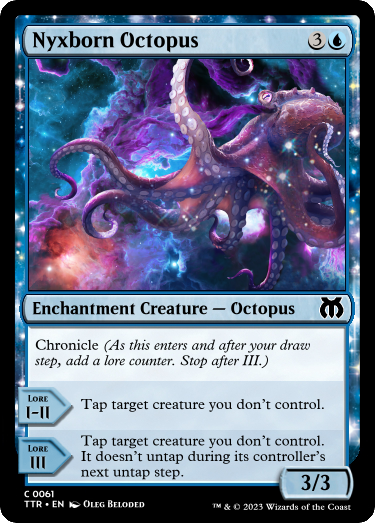 Nyxborn Octopus 3
Enchantment Creature — Octopus
Chronicle (As this enters and after your draw
step, add a lore counter. Stop after III.)
LORE
I-II
Tap target creature you don't control.
LORE
III
Tap target creature you don't control.
It doesn't untap during its controller's
next untap step.
3/3
C 0061
TTR • EN OLEG BELODED
™ & © 2023 Wizards of the Coast